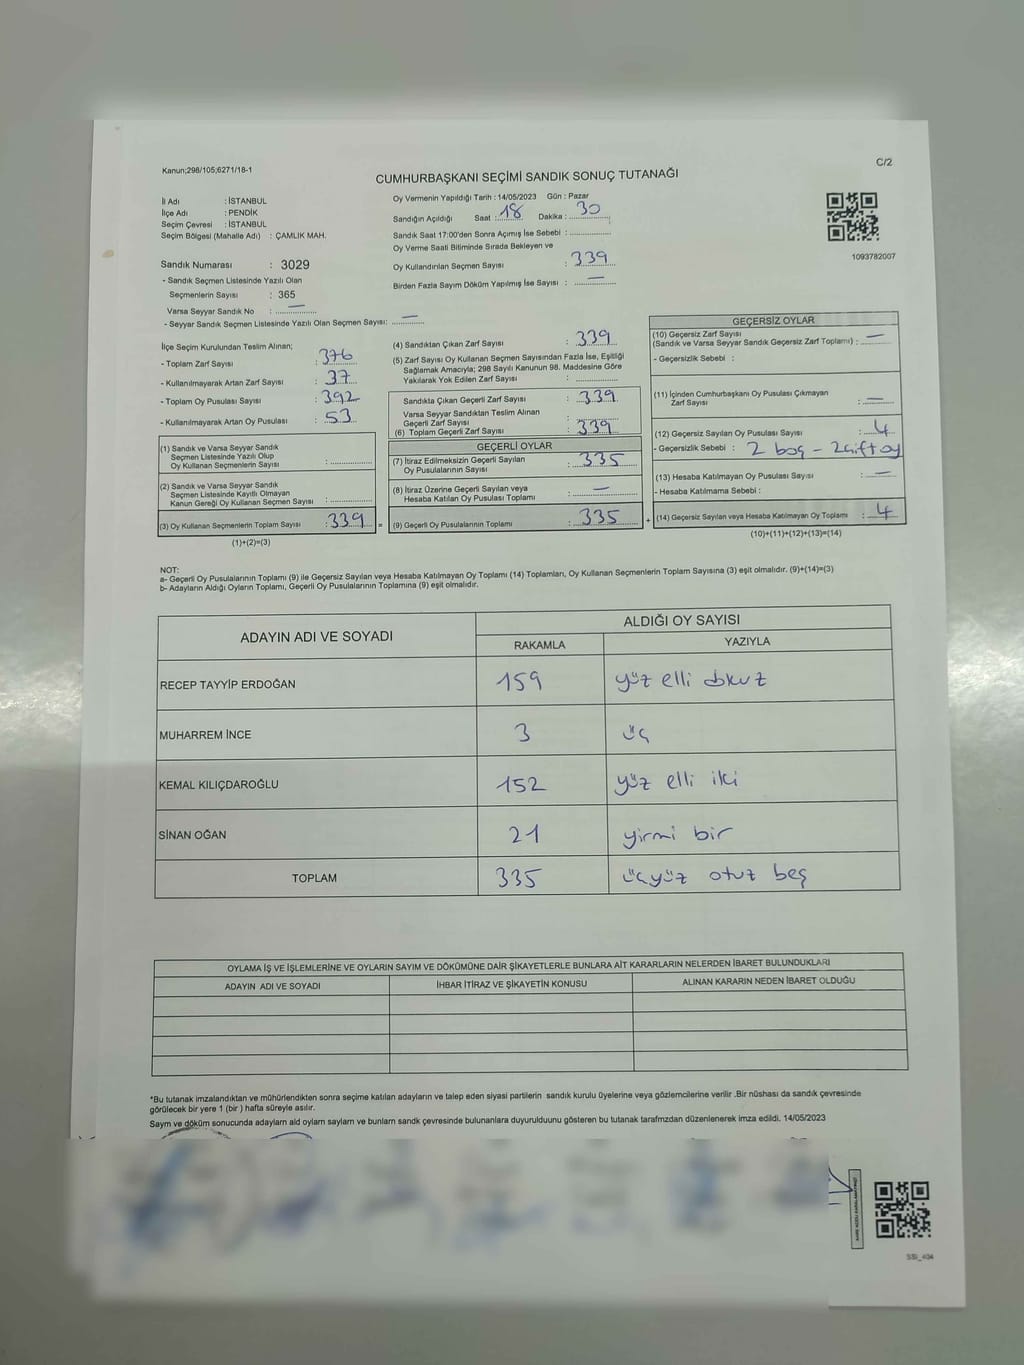 Kanun;298/105;6271/18-1
C/2
CUMHURBAŞKANI SEÇİMİ SANDIK SONUÇ TUTANAĞI
İl Adı : İSTANBUL
İlçe Adı : PENDİK
Seçim Çevresi : İSTANBUL
Seçim Bölgesi (Mahalle Adı) : ÇAMLIK MAH.
Sandık Numarası : 3029
- Sandık Seçmen Listesinde Yazılı Olan
Seçmenlerin Sayısı : 365
Varsa Seyyar Sandık No : —
- Seyyar Sandık Seçmen Listesinde Yazılı Olan Seçmen Sayısı: —
Oy Vermenin Yapıldığı Tarih : 14/05/2023 Gün : Pazar
Sandığın Açıldığı Saat : 18 Dakika : 30
Sandık Saat 17:00'den Sonra Açımış İse Sebebi :
Oy Verme Saati Bitiminde Sırada Bekleyen ve
Oy Kullandırılan Seçmen Sayısı : 339
Birden Fazla Sayım Döküm Yapılmış İse Sayısı : —
1093782007
İlçe Seçim Kurulundan Teslim Alınan;
- Toplam Zarf Sayısı : 376
- Kullanılmayarak Artan Zarf Sayısı : 37
- Toplam Oy Pusulası Sayısı : 392
- Kullanılmayarak Artan Oy Pusulası : 53
(1) Sandık ve Varsa Seyyar Sandık
Seçmen Listesinde Yazılı Olup
Oy Kullanan Seçmenlerin Sayısı :
(2) Sandık ve Varsa Seyyar Sandık
Seçmen Listesinde Kayıtlı Olmayan
Kanun Gereği Oy Kullanan Seçmen Sayısı :
(3) Oy Kullanan Seçmenlerin Toplam Sayısı : 339 =
(1)+(2)=(3)
(4) Sandıktan Çıkan Zarf Sayısı : 339
(5) Zarf Sayısı Oy Kullanan Seçmen Sayısından Fazla İse, Eşitliği
Sağlamak Amacıyla; 298 Sayılı Kanunun 98. Maddesine Göre
Yakılarak Yok Edilen Zarf Sayısı :
Sandıkta Çıkan Geçerli Zarf Sayısı : 339
Varsa Seyyar Sandıktan Teslim Alınan
Geçerli Zarf Sayısı :
(6) Toplam Geçerli Zarf Sayısı : 339
GEÇERLİ OYLAR
(7) İtiraz Edilmeksizin Geçerli Sayılan
Oy Pusulalarının Sayısı : 335
(8) İtiraz Üzerine Geçerli Sayılan veya
Hesaba Katılan Oy Pusulası Toplamı : —
(9) Geçerli Oy Pusulalarının Toplamı : 335 +
GEÇERSİZ OYLAR
(10) Geçersiz Zarf Sayısı
(Sandık ve Varsa Seyyar Sandık Geçersiz Zarf Toplamı) : —
- Geçersizlik Sebebi :
(11) İçinden Cumhurbaşkanı Oy Pusulası Çıkmayan
Zarf Sayısı : —
(12) Geçersiz Sayılan Oy Pusulası Sayısı : 4
- Geçersizlik Sebebi : 2 boş - 2 çift oy
(13) Hesaba Katılmayan Oy Pusulası Sayısı : —
- Hesaba Katılmama Sebebi :
(14) Geçersiz Sayılan veya Hesaba Katılmayan Oy Toplamı : 4
(10)+(11)+(12)+(13)=(14)
NOT:
a- Geçerli Oy Pusulalarının Toplamı (9) ile Geçersiz Sayılan veya Hesaba Katılmayan Oy Toplamı (14) Toplamları, Oy Kullanan Seçmenlerin Toplam Sayısına (3) eşit olmalıdır. (9)+(14)=(3)
b- Adayların Aldığı Oyların Toplamı, Geçerli Oy Pusulalarının Toplamına (9) eşit olmalıdır.
ADAYIN ADI VE SOYADI
ALDIĞI OY SAYISI
RAKAMLA YAZIYLA
RECEP TAYYİP ERDOĞAN 159 yüz elli dokuz
MUHARREM İNCE 3 üç
KEMAL KILIÇDAROĞLU 152 yüz elli iki
SİNAN OĞAN 21 yirmi bir
TOPLAM 335 üçyüz otuz beş
OYLAMA İŞ VE İŞLEMLERİNE VE OYLARIN SAYIM VE DÖKÜMÜNE DAİR ŞİKAYETLERLE BUNLARA AİT KARARLARIN NELERDEN İBARET BULUNDUKLARI
ADAYIN ADI VE SOYADI İHBAR İTİRAZ VE ŞİKAYETİN KONUSU ALINAN KARARIN NEDEN İBARET OLDUĞU
*Bu tutanak imzalandıktan ve mühürlendikten sonra seçime katılan adayların ve talep eden siyasi partilerin sandık kurulu üyelerine veya gözlemcilerine verilir .Bir nüshası da sandık çevresinde
görülecek bir yere 1 (bir ) hafta süreyle asılır.
Sayım ve döküm sonucunda adayların ald oyların sayların ve bunların sandk çevresinde bulunanlara duyurulduunu gösteren bu tutanak tarafmzdan düzenlenerek imza edildi. 14/05/2023
SSİ_404